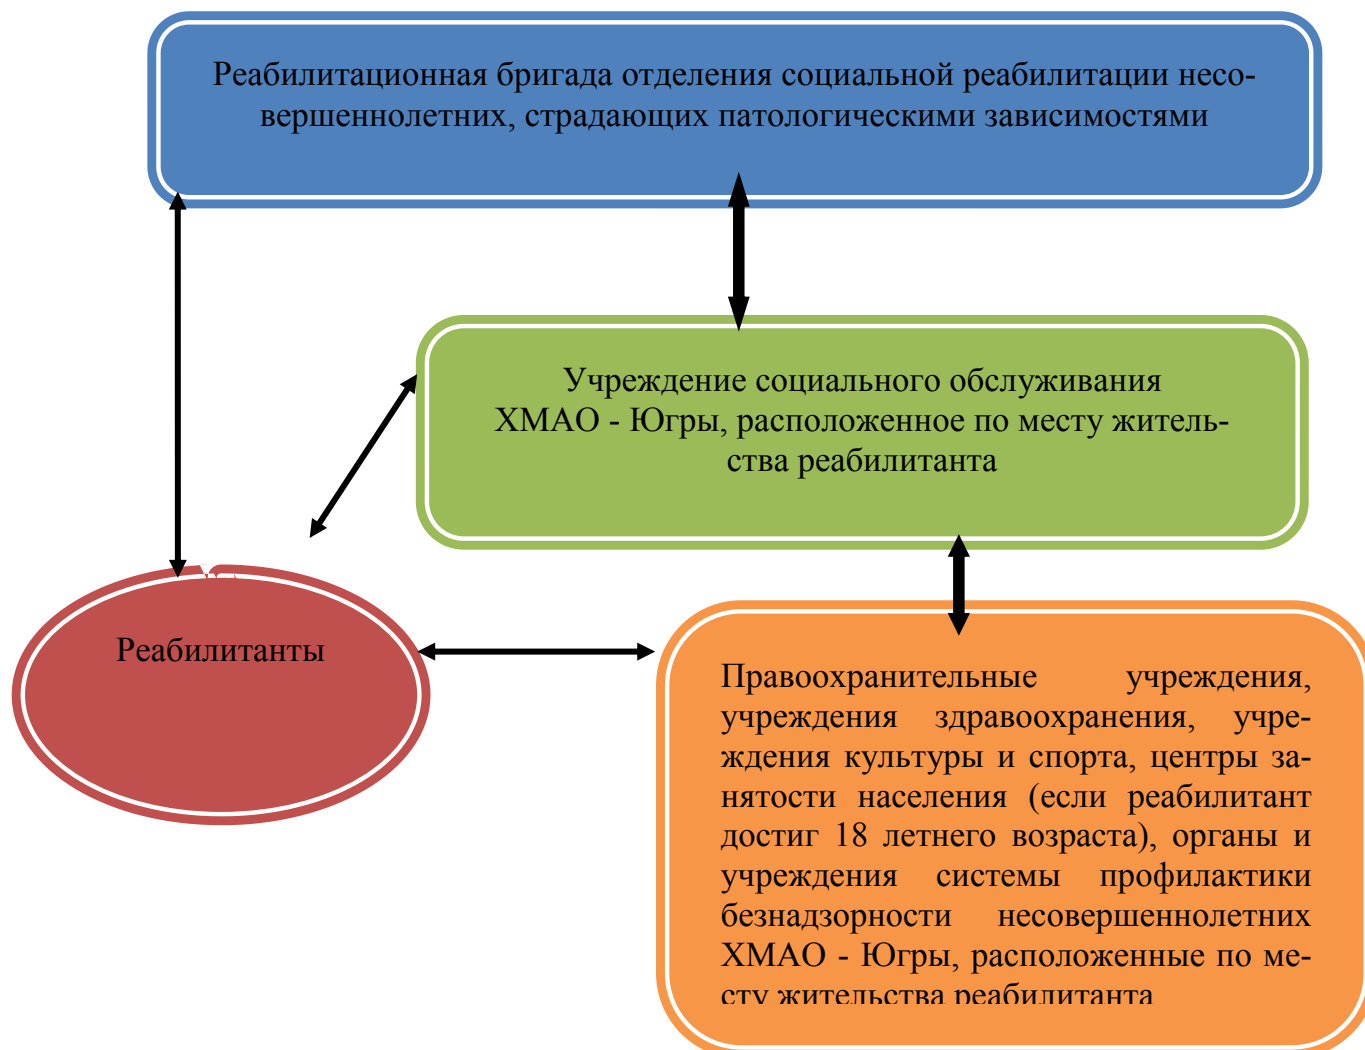 Реабилитационная бригада отделения социальной реабилитации несо-
вершеннолетних, страдающих патологическими зависимостями
Учреждение социального обслуживания
ХМАО - Югры, расположенное по месту житель-
ства реабилитанта
Реабилитанты
Правоохранительные учреждения,
учреждения здравоохранения, учре-
ждения культуры и спорта, центры за-
нятости населения (если реабилитант
достиг 18 летнего возраста), органы и
учреждения системы профилактики
безнадзорности несовершеннолетних
ХМАО - Югры, расположенные по ме-
сту жительства реабилитанта